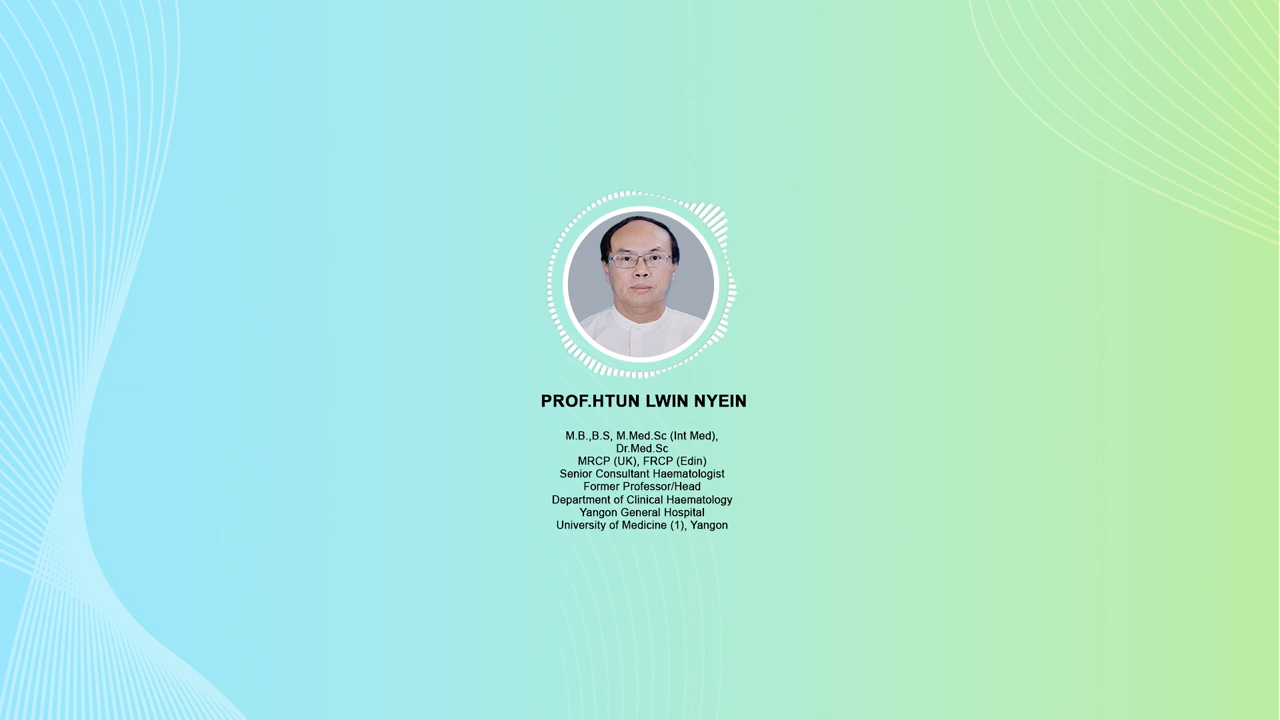 PROF.HTUN LWIN NYEIN
M.B.,B.S, M.Med.Sc (Int Med),
Dr.Med.Sc
MRCP (UK), FRCP (Edin)
Senior Consultant Haematologist
Former Professor/Head
Department of Clinical Haematology
Yangon General Hospital
University of Medicine (1), Yangon